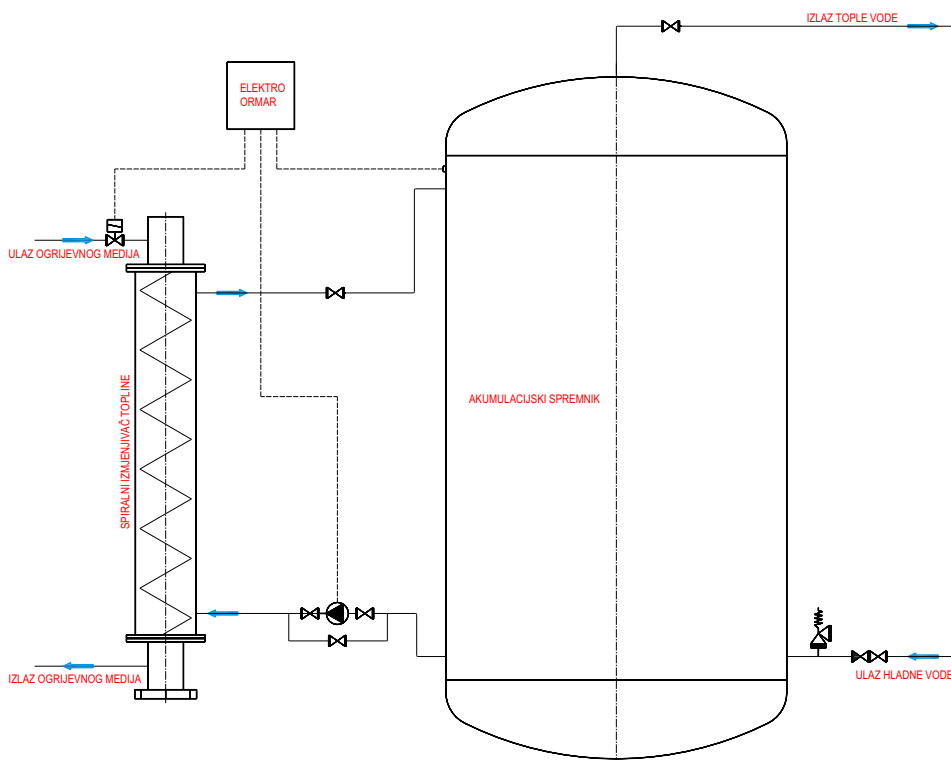 IZLAZ TOPLE VODE
ELEKTRO
ORMAR
ULAZ OGRIJEVNOG MEDIJA
AKUMULACIJSKI SPREMNIK
SPIRALNI IZMJENJIVAČ TOPLINE
IZLAZ OGRIJEVNOG MEDIJA
ULAZ HLADNE VODE